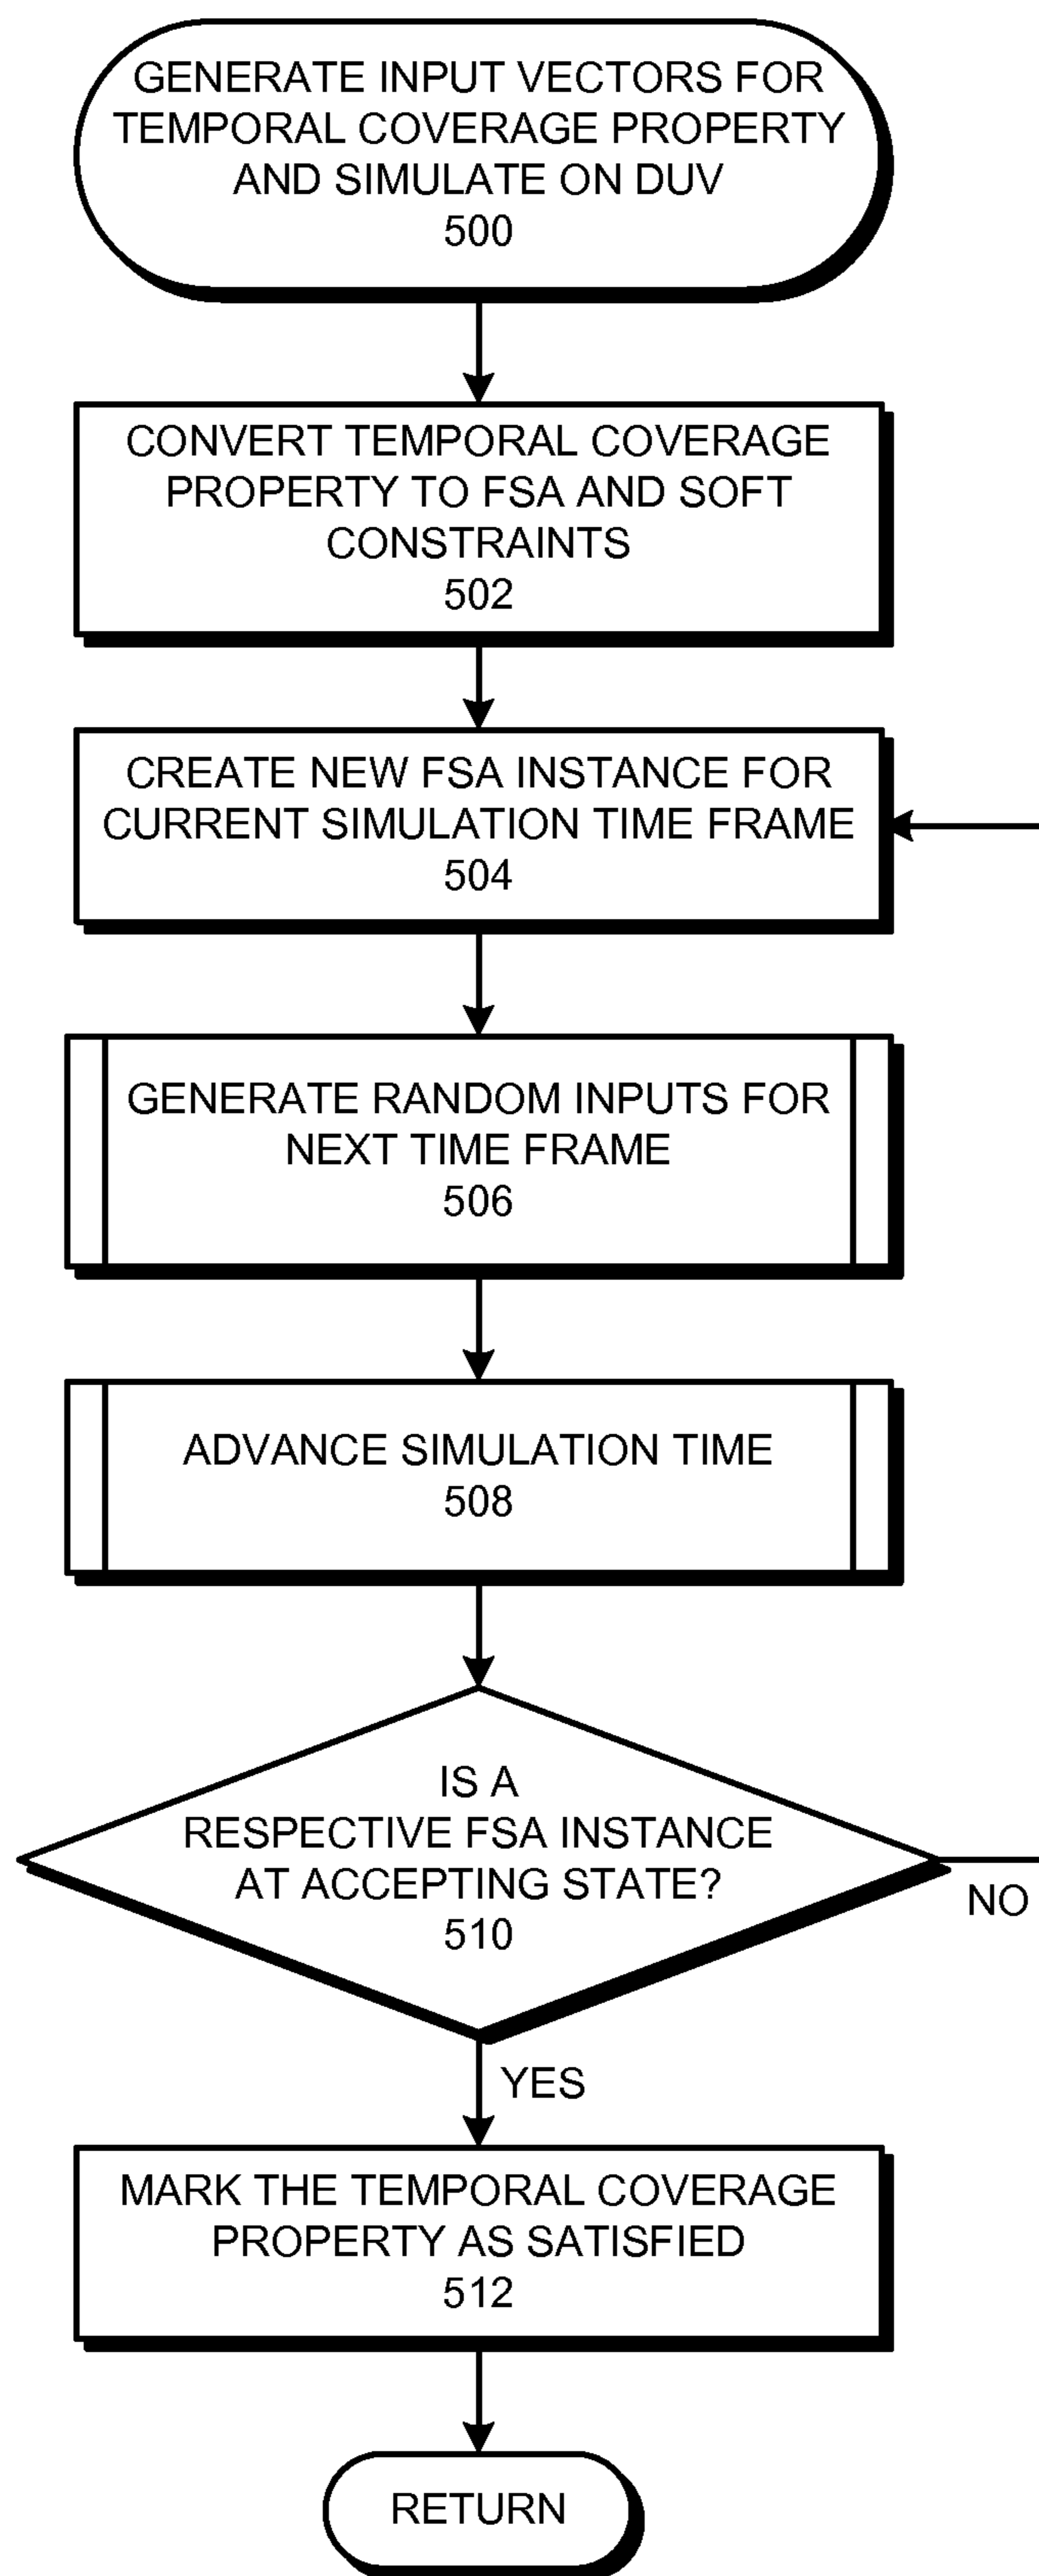 GENERATE INPUT VECTORS FOR
TEMPORAL COVERAGE PROPERTY
AND SIMULATE ON DUV
500
CONVERT TEMPORAL COVERAGE
PROPERTY TO FSA AND SOFT
CONSTRAINTS
502
CREATE NEW FSA INSTANCE FOR
CURRENT SIMULATION TIME FRAME
504
GENERATE RANDOM INPUTS FOR
NEXT TIME FRAME
506
ADVANCE SIMULATION TIME
508
IS A
RESPECTIVE FSA INSTANCE
AT ACCEPTING STATE?
510
NO
YES
MARK THE TEMPORAL COVERAGE
PROPERTY AS SATISFIED
512
RETURN